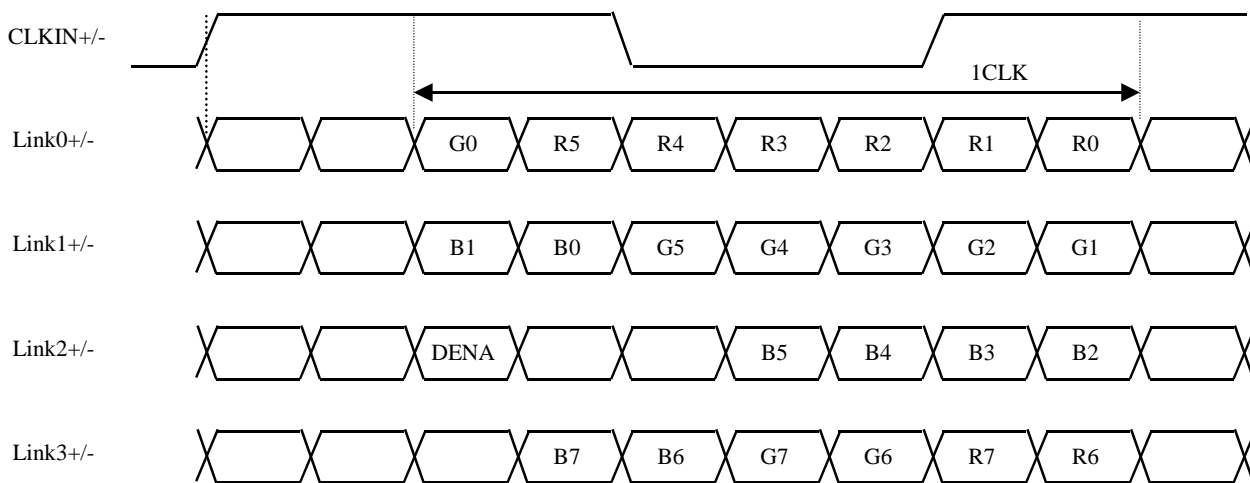 CLKIN+/-
1CLK
Link0+/- G0 R5 R4 R3 R2 R1 R0
Link1+/- B1 B0 G5 G4 G3 G2 G1
Link2+/- DENA B5 B4 B3 B2
Link3+/- B7 B6 G7 G6 R7 R6